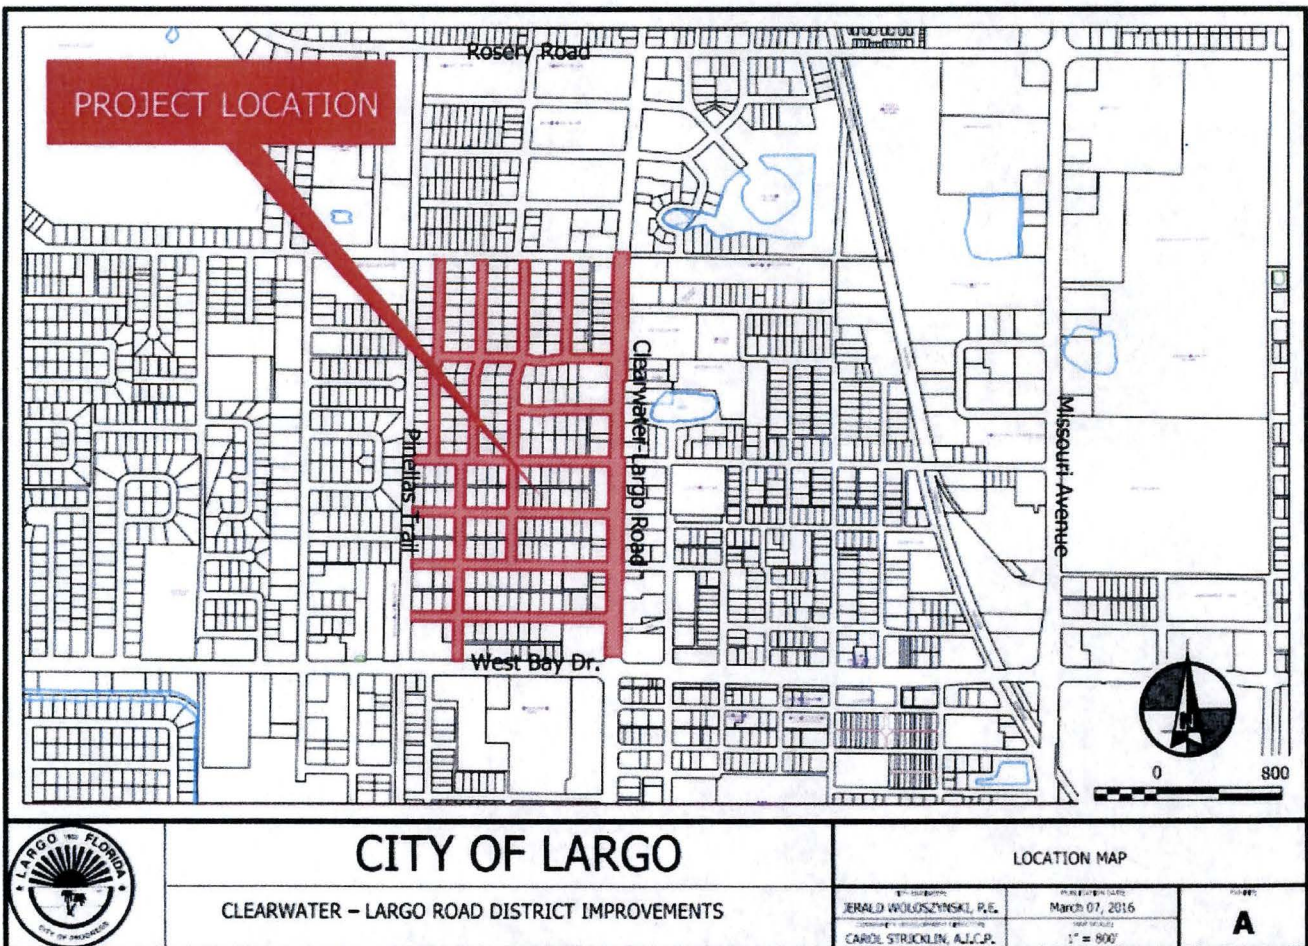 Rosery Road
PROJECT LOCATION
Clearwater-Largo Road
Pinellas Trail
Missouri Avenue
West Bay Dr.
N
0 800
LARGO FLORIDA
CITY OF PROGRESS
CITY OF LARGO
CLEARWATER – LARGO ROAD DISTRICT IMPROVEMENTS
LOCATION MAP
JERALD WOLOSZYNSKI, P.E.
PUBLICATION DATE
March 07, 2016
CAROL STRICKLIN, A.I.C.P.
1" = 800'
A